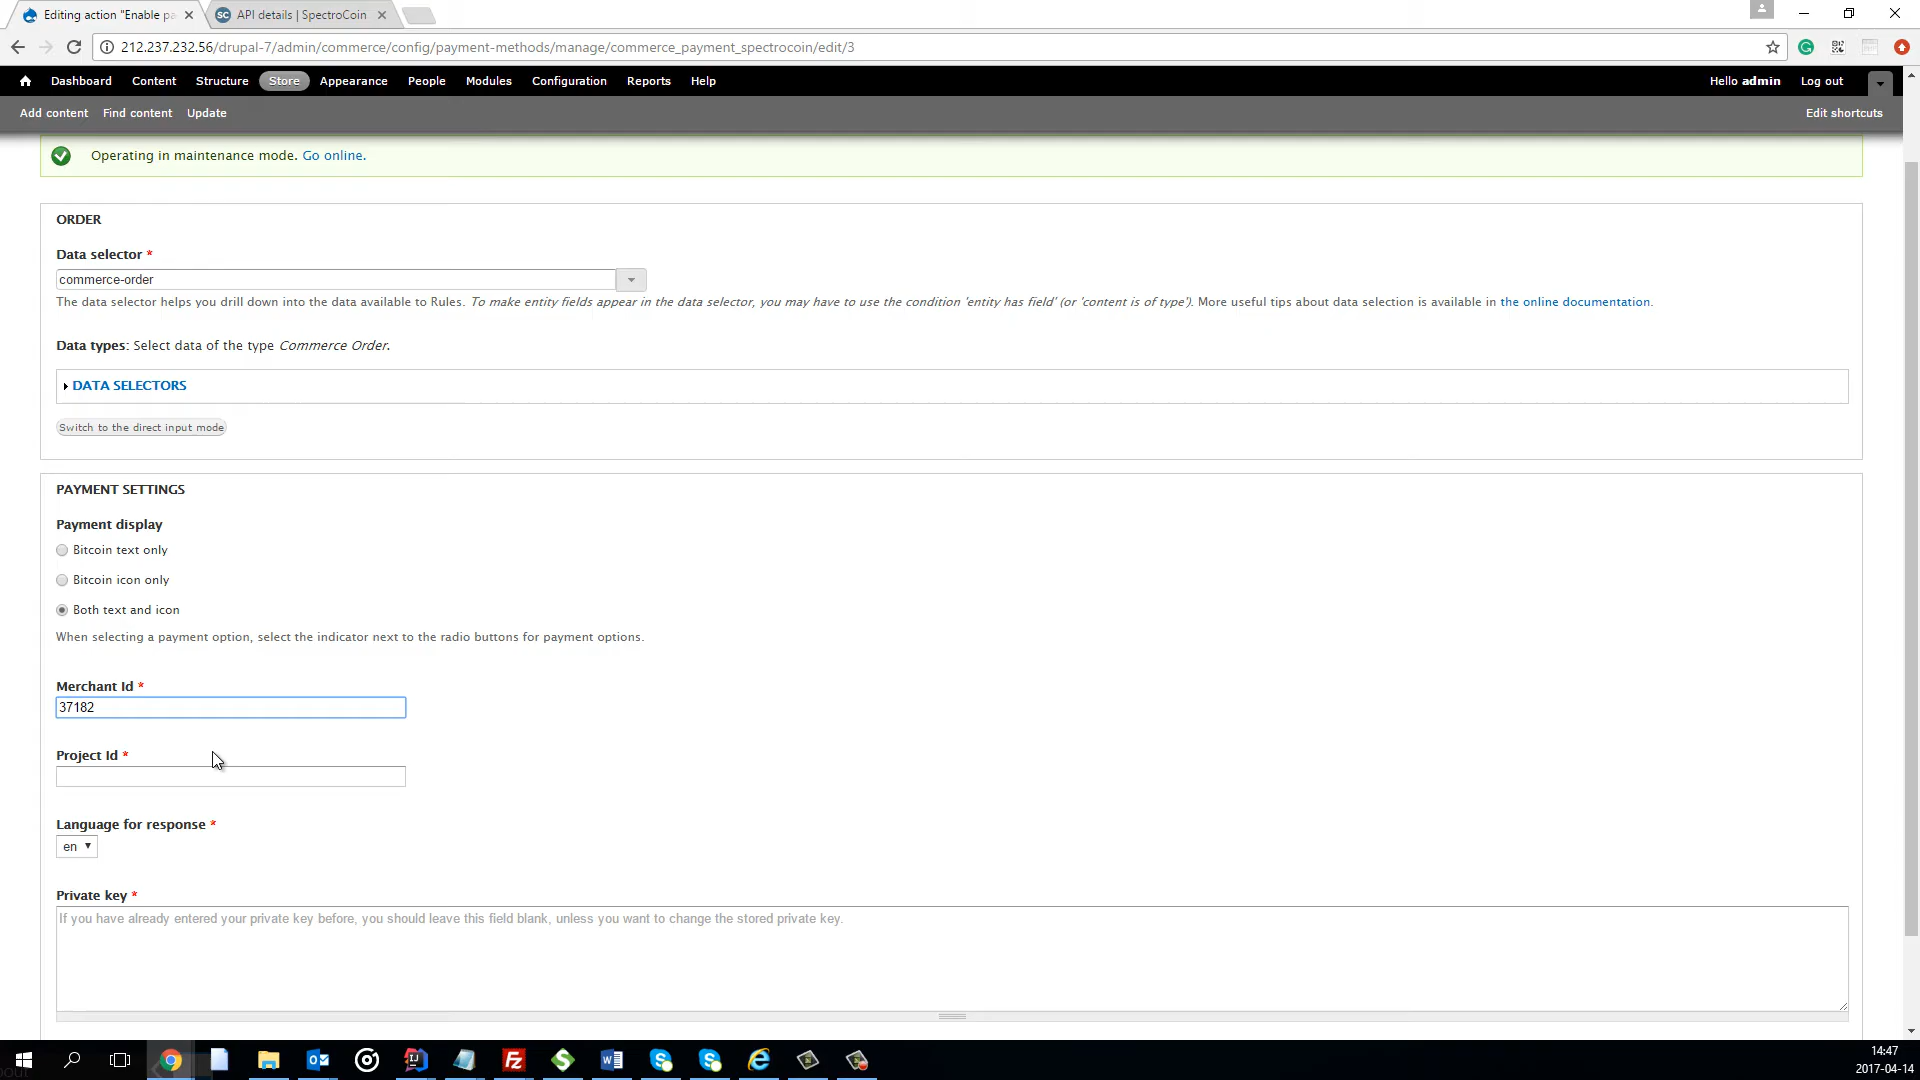 Editing action "Enable pa
API details | SpectroCoin
212.237.232.56/drupal-7/admin/commerce/config/payment-methods/manage/commerce_payment_spectrocoin/edit/3
Dashboard Content Structure Store Appearance People Modules Configuration Reports Help
Hello admin Log out
Add content Find content Update
Edit shortcuts
Operating in maintenance mode. Go online.
ORDER
Data selector *
commerce-order
The data selector helps you drill down into the data available to Rules. To make entity fields appear in the data selector, you may have to use the condition 'entity has field' (or 'content is of type'). More useful tips about data selection is available in the online documentation.
Data types: Select data of the type Commerce Order.
DATA SELECTORS
Switch to the direct input mode
PAYMENT SETTINGS
Payment display
Bitcoin text only
Bitcoin icon only
Both text and icon
When selecting a payment option, select the indicator next to the radio buttons for payment options.
Merchant Id *
37182
Project Id *
Language for response *
en
Private key *
If you have already entered your private key before, you should leave this field blank, unless you want to change the stored private key.
14:47
2017-04-14